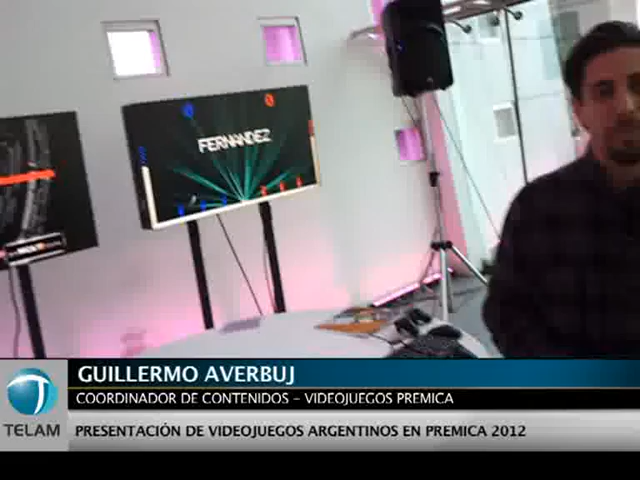 FERNANDEZ
GUILLERMO AVERBUJ
COORDINADOR DE CONTENIDOS – VIDEOJUEGOS PREMICA
TELAM
PRESENTACIÓN DE VIDEOJUEGOS ARGENTINOS EN PREMICA 2012